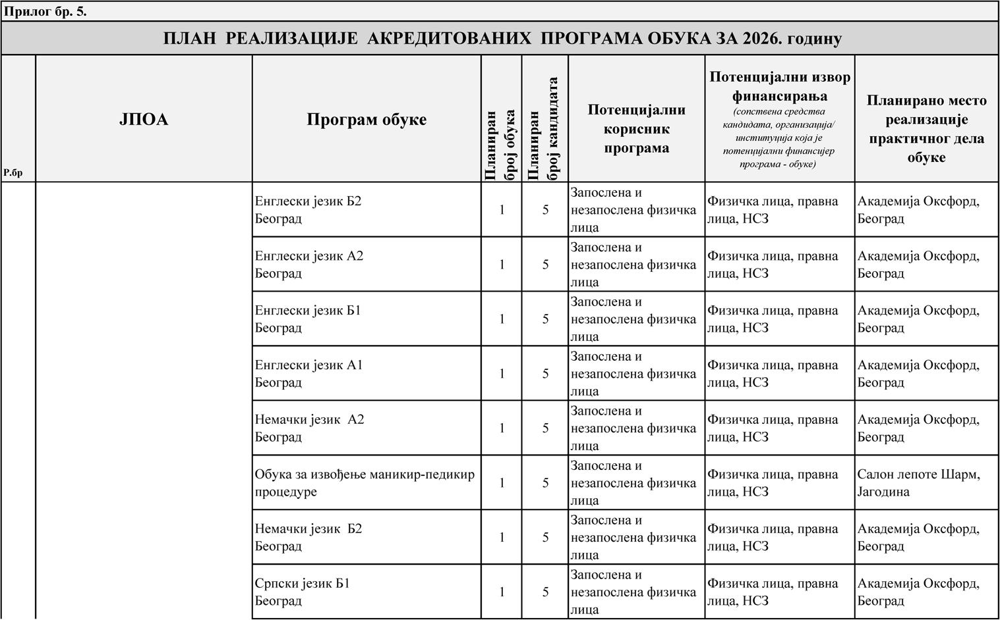 Прилог бр. 5.
ПЛАН РЕАЛИЗАЦИЈЕ АКРЕДИТОВАНИХ ПРОГРАМА ОБУКА ЗА 2026. годину
Р.бр
ЈПОА
Програм обуке
Планиран
број обука
Планиран
број кандидата
Потенцијални
корисник
програма
Потенцијални извор
финансирања
(сопствена средства
кандидата, организација/
институција која је
потенцијални финансијер
програма - обуке)
Планирано место
реализације
практичног дела
обуке
Енглески језик Б2
Београд
1
5
Запослена и
незапослена физичка
лица
Физичка лица, правна
лица, НСЗ
Академија Оксфорд,
Београд
Енглески језик А2
Београд
1
5
Запослена и
незапослена физичка
лица
Физичка лица, правна
лица, НСЗ
Академија Оксфорд,
Београд
Енглески језик Б1
Београд
1
5
Запослена и
незапослена физичка
лица
Физичка лица, правна
лица, НСЗ
Академија Оксфорд,
Београд
Енглески језик А1
Београд
1
5
Запослена и
незапослена физичка
лица
Физичка лица, правна
лица, НСЗ
Академија Оксфорд,
Београд
Немачки језик А2
Београд
1
5
Запослена и
незапослена физичка
лица
Физичка лица, правна
лица, НСЗ
Академија Оксфорд,
Београд
Обука за извођење маникир-педикир
процедуре
1
5
Запослена и
незапослена физичка
лица
Физичка лица, правна
лица, НСЗ
Салон лепоте Шарм,
Јагодина
Немачки језик Б2
Београд
1
5
Запослена и
незапослена физичка
лица
Физичка лица, правна
лица, НСЗ
Академија Оксфорд,
Београд
Српски језик Б1
Београд
1
5
Запослена и
незапослена физичка
лица
Физичка лица, правна
лица, НСЗ
Академија Оксфорд,
Београд